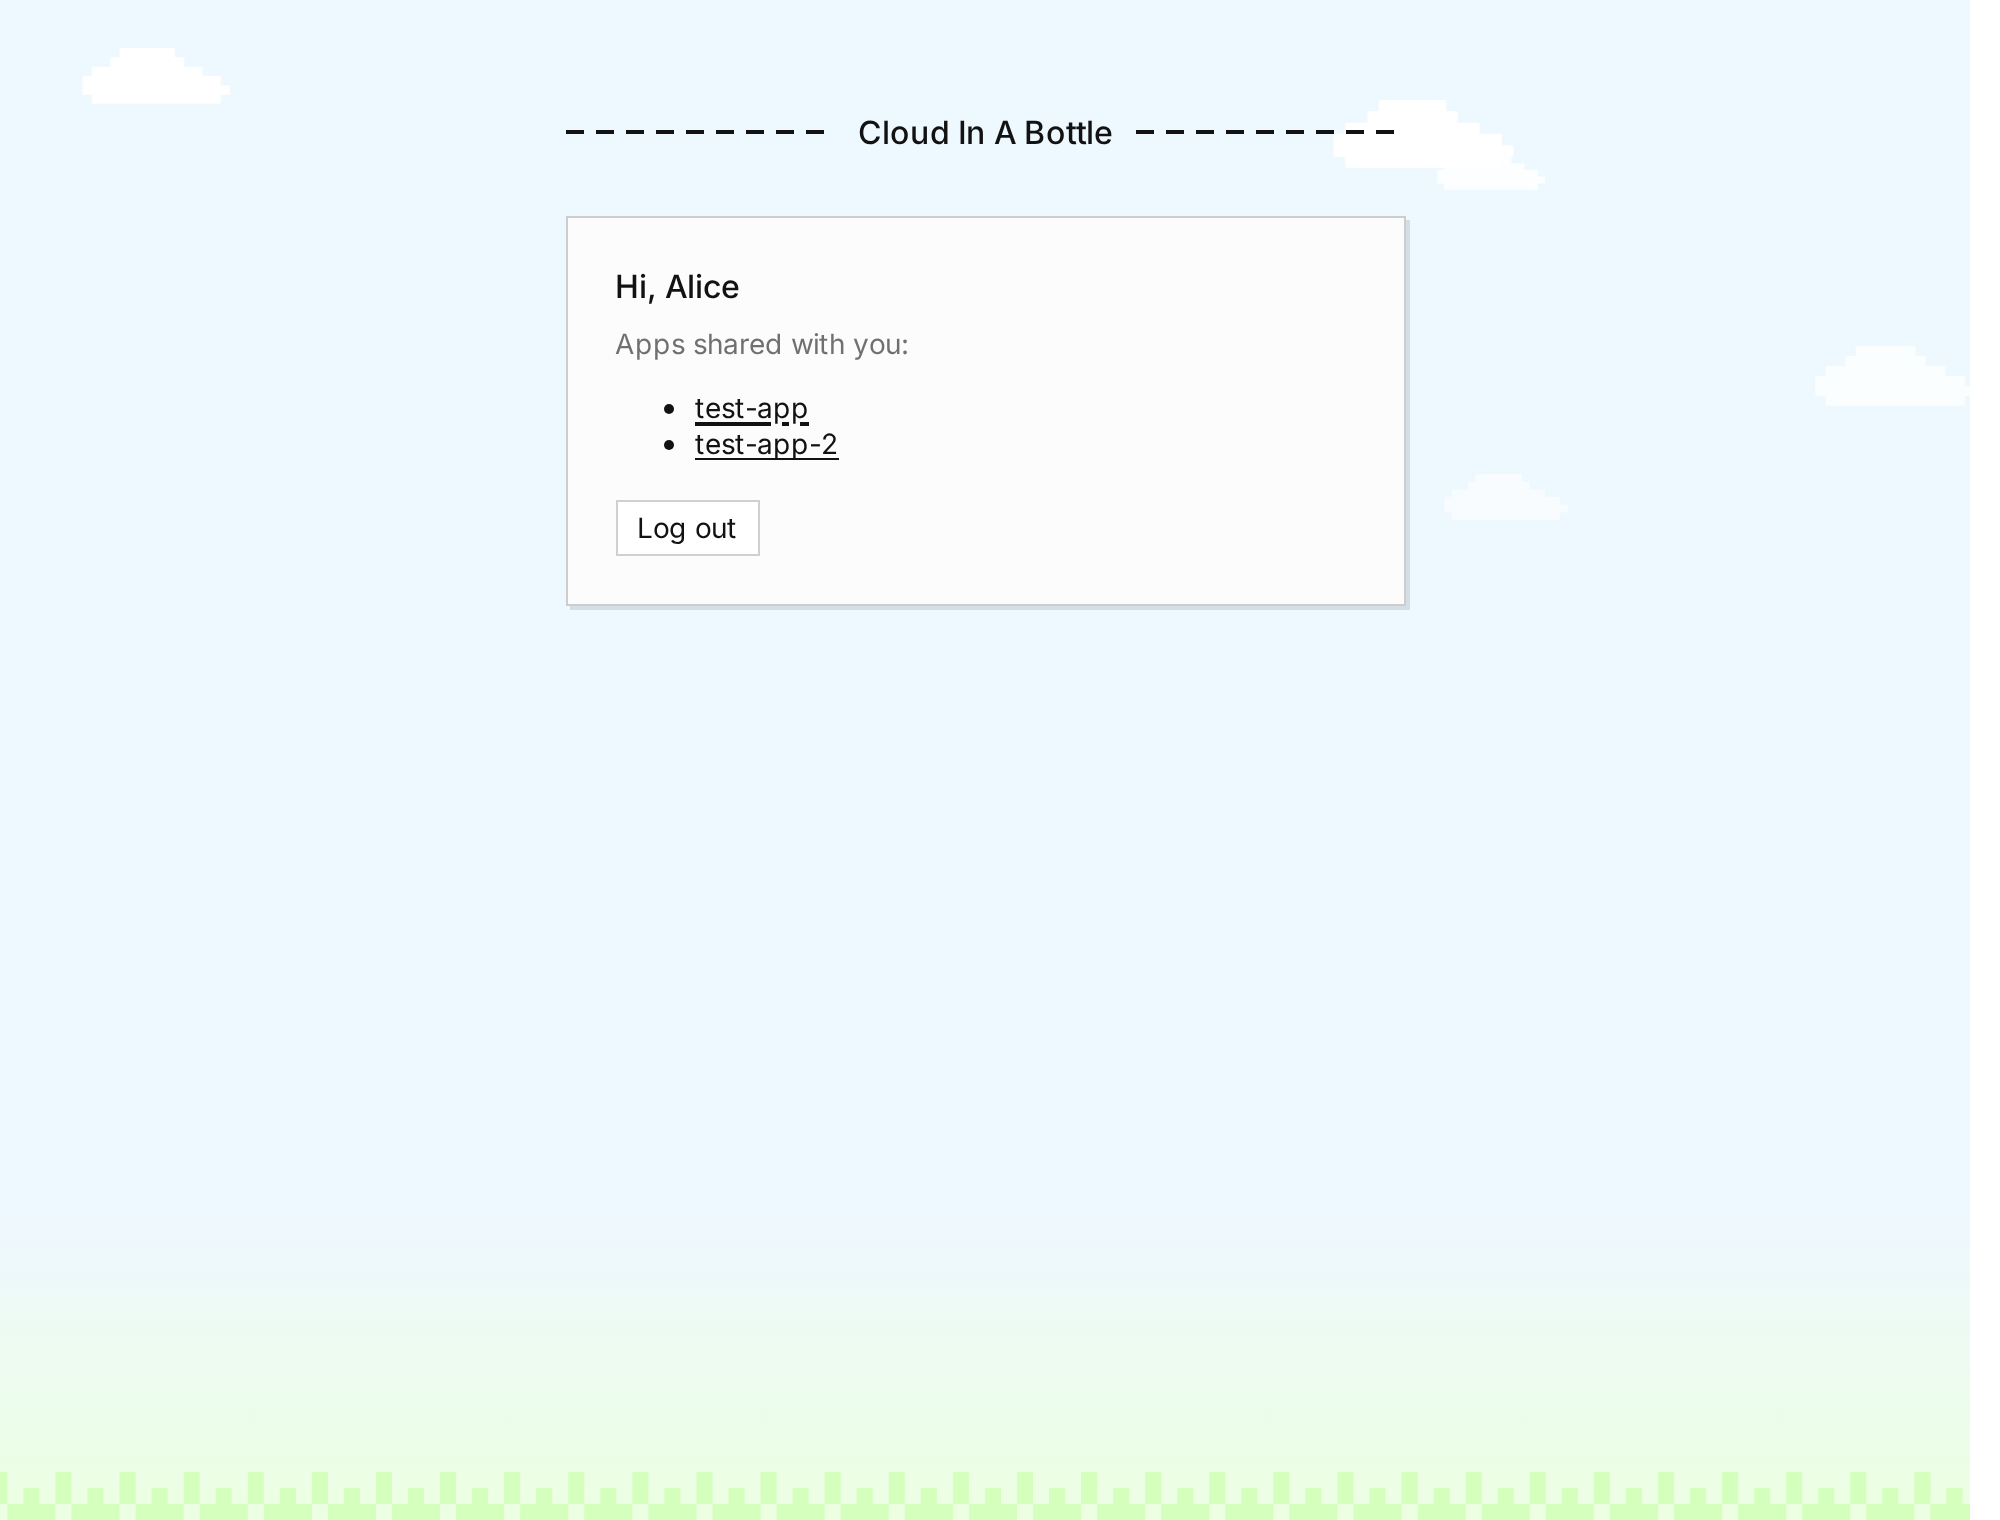 Cloud In A Bottle
Hi, Alice
Apps shared with you:
test-app
test-app-2
Log out